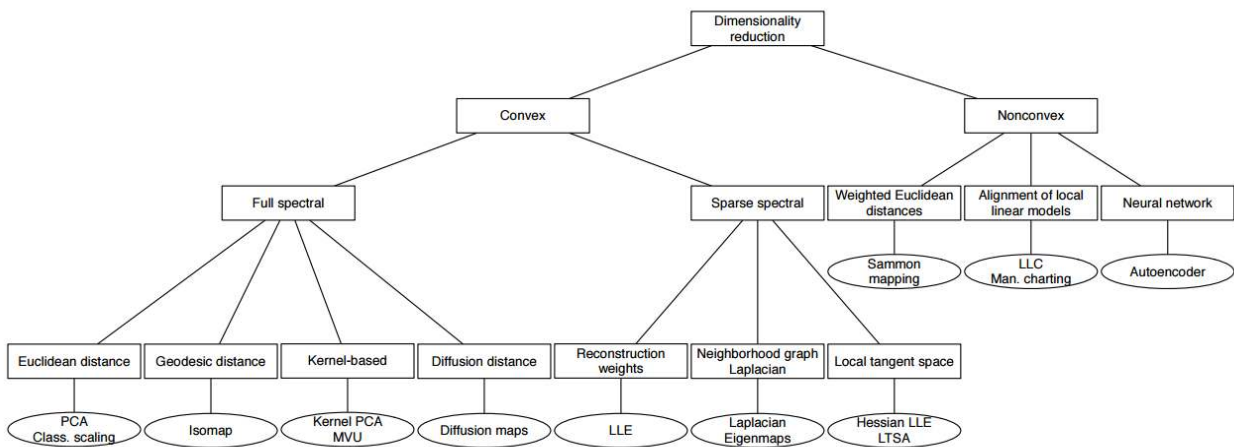 Dimensionality
reduction
Convex
Nonconvex
Full spectral
Sparse spectral
Weighted Euclidean
distances
Alignment of local
linear models
Neural network
Sammon
mapping
LLC
Man. charting
Autoencoder
Euclidean distance
Geodesic distance
Kernel-based
Diffusion distance
Reconstruction
weights
Neighborhood graph
Laplacian
Local tangent space
PCA
Class. scaling
Isomap
Kernel PCA
MVU
Diffusion maps
LLE
Laplacian
Eigenmaps
Hessian LLE
LTSA